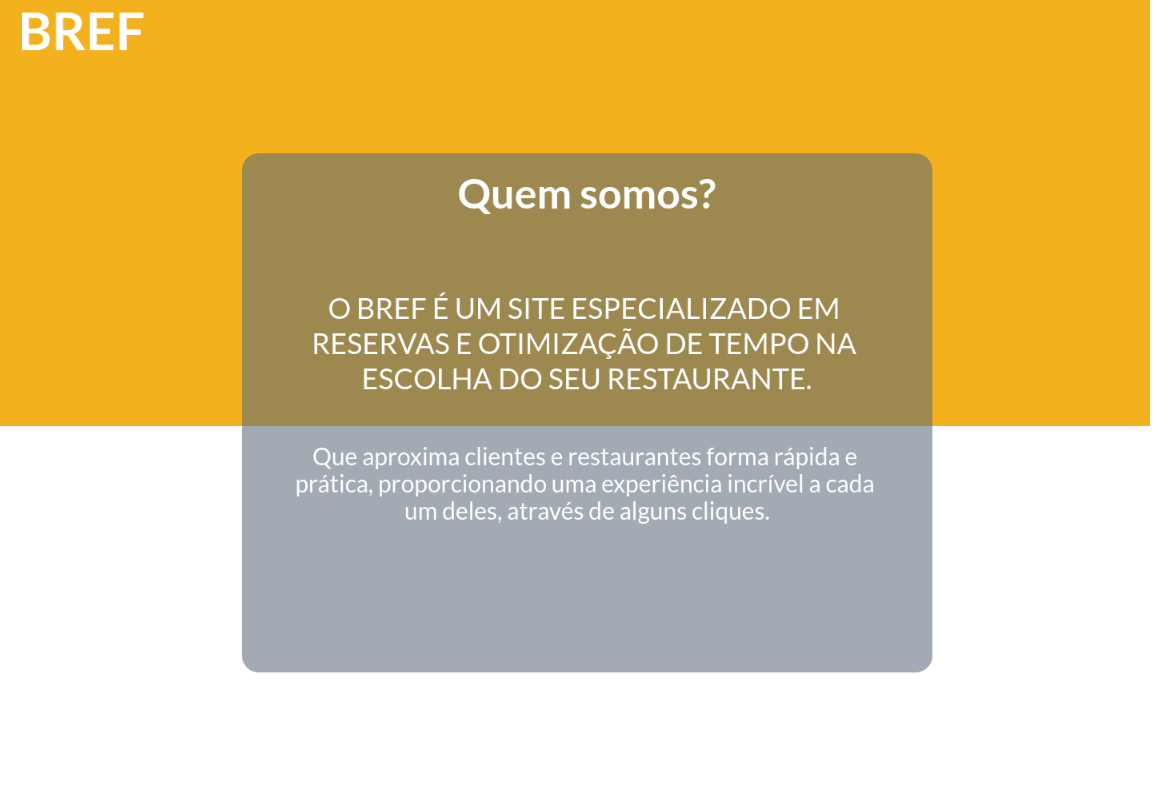 BREF
Quem somos?
O BREF É UM SITE ESPECIALIZADO EM
RESERVAS E OTIMIZAÇÃO DE TEMPO NA
ESCOLHA DO SEU RESTAURANTE.
Que aproxima clientes e restaurantes forma rápida e
prática, proporcionando uma experiência incrível a cada
um deles, através de alguns cliques.